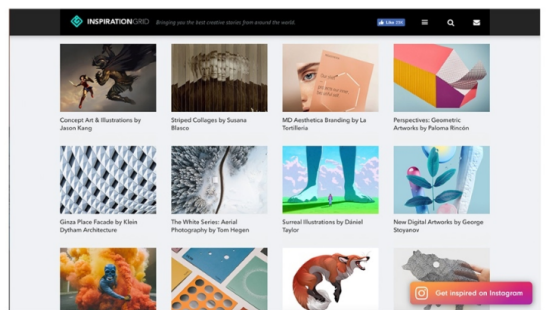 INSPIRATIONGRID
Bringing you the best creative stories from around the world.
Like
Concept Art & Illustrations by
Jason Kang
Striped Collages by Susana
Blasco
MD Aesthetica Branding by La
Tortillería
Perspectives: Geometric
Artworks by Paloma Rincón
Ginza Place Facade by Klein
Dytham Architecture
The White Series: Aerial
Photography by Tom Hegen
Surreal Illustrations by Dániel
Taylor
New Digital Artworks by George
Stoyanov
Get inspired on Instagram